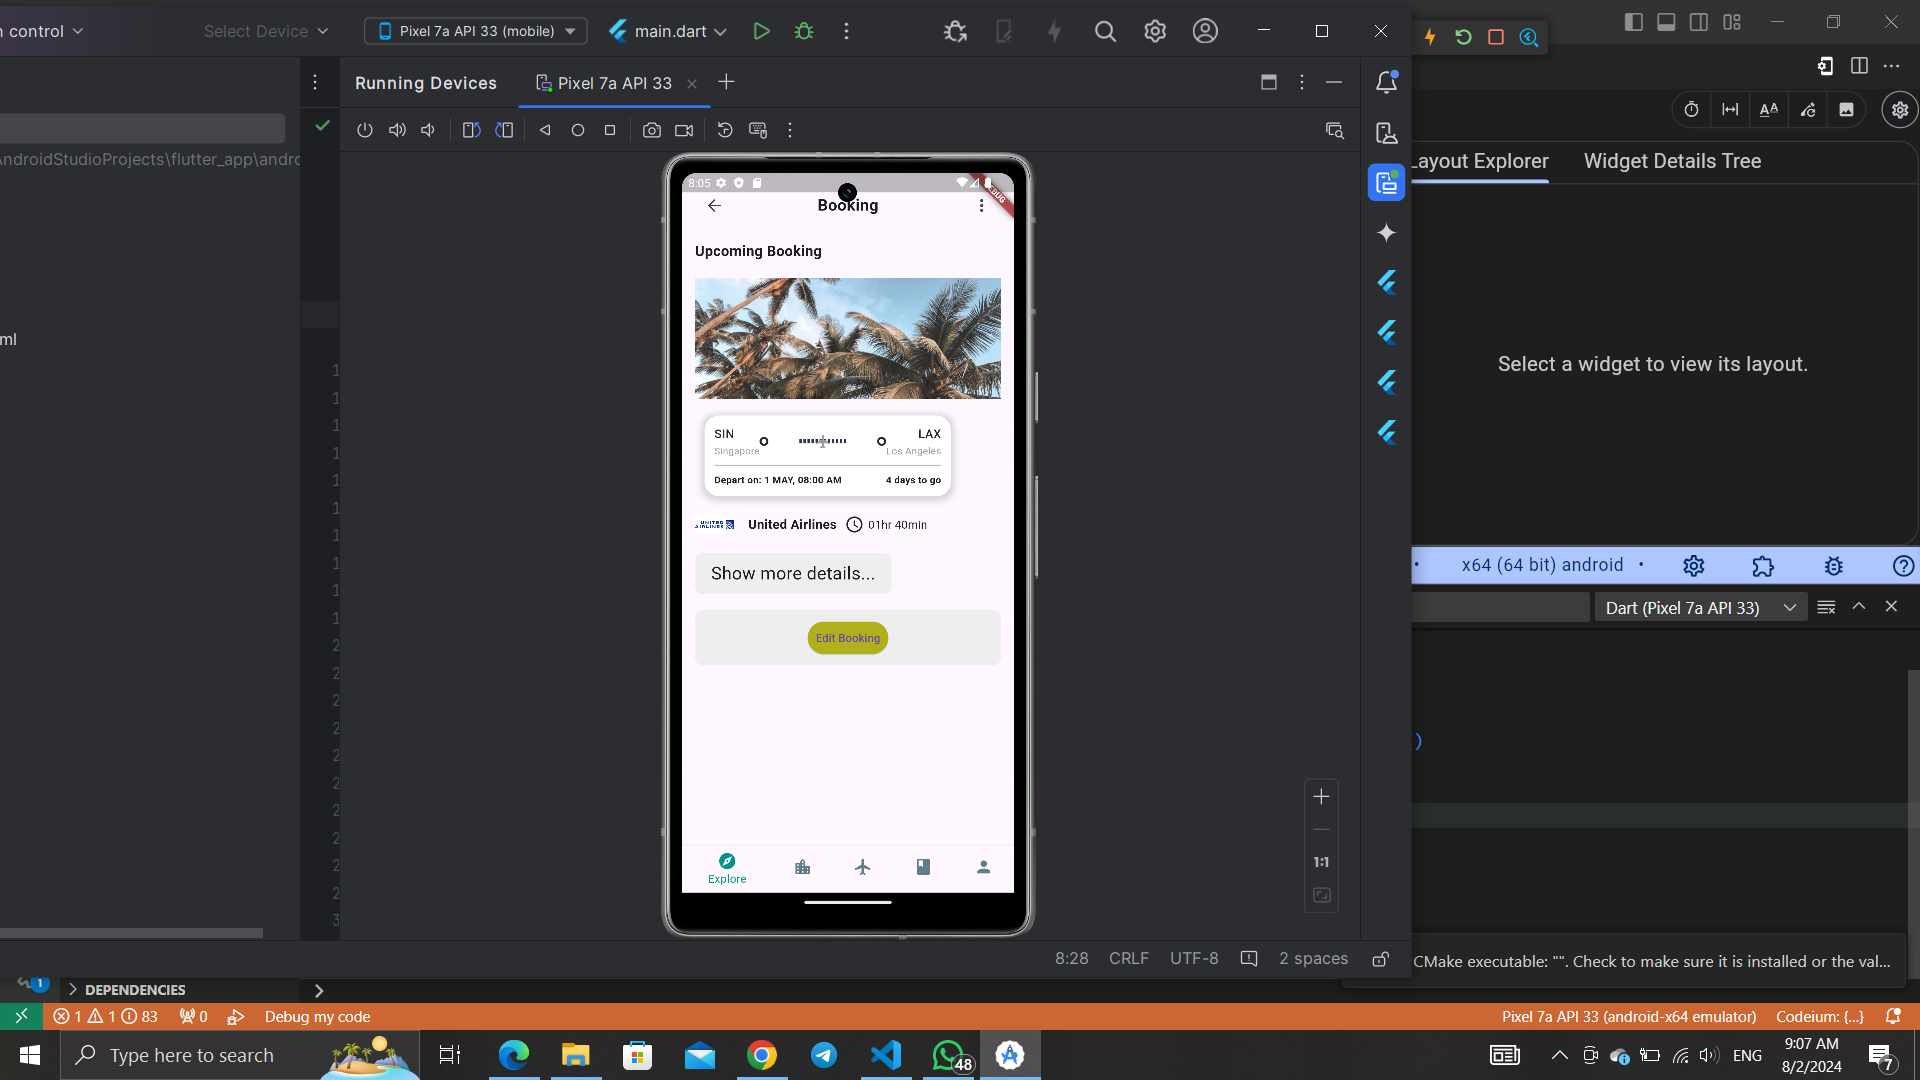 control
Select Device
Pixel 7a API 33 (mobile)
main.dart
Running Devices
Pixel 7a API 33
AndroidStudioProjects\flutter_app\andro
ml
8:05
Booking
Upcoming Booking
SIN
LAX
Singapore
Los Angeles
Depart on: 1 MAY, 08:00 AM
4 days to go
UNITED AIRLINES
United Airlines
01hr 40min
Show more details...
Edit Booking
Explore
1:1
8:28
CRLF
UTF-8
2 spaces
Layout Explorer
Widget Details Tree
Select a widget to view its layout.
x64 (64 bit) android
Dart (Pixel 7a API 33)
)
CMake executable: "". Check to make sure it is installed or the val...
1
DEPENDENCIES
1
1
83
0
Debug my code
Pixel 7a API 33 (android-x64 emulator)
Codeium: {...}
Type here to search
48
ENG
9:07 AM
8/2/2024
7